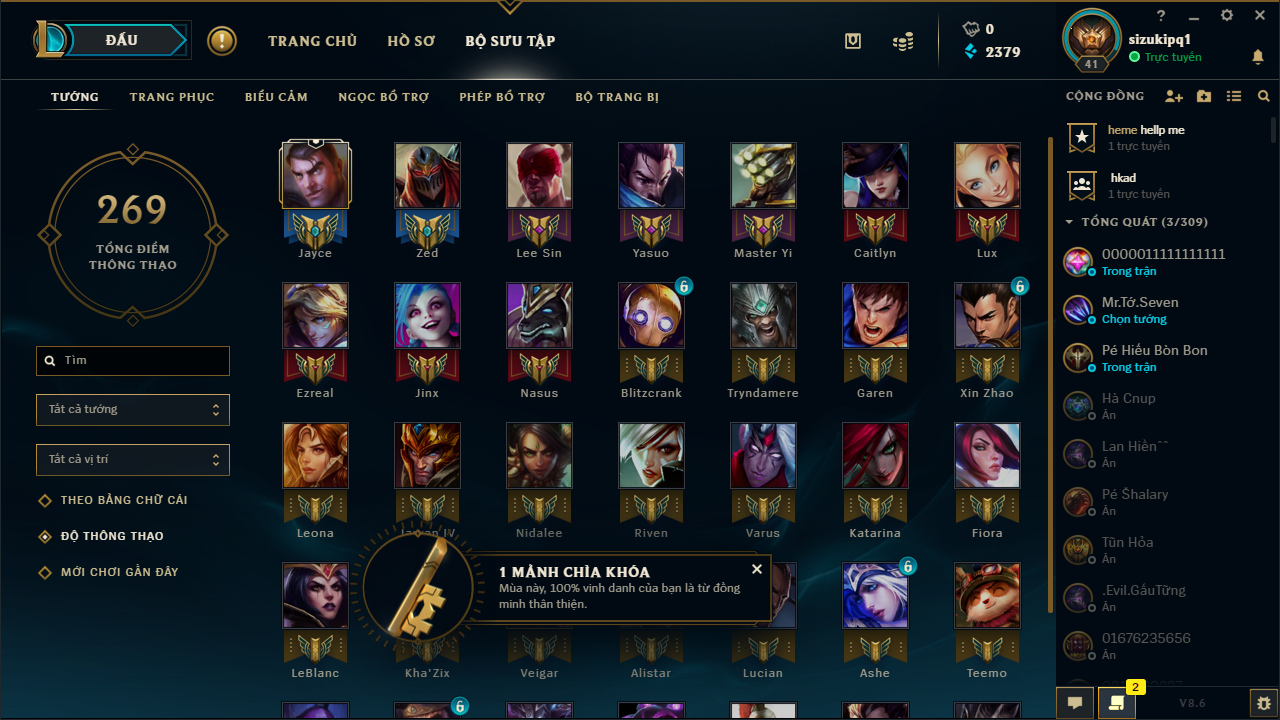 ĐẤU
!
TRANG CHỦ
HỒ SƠ
BỘ SƯU TẬP
0
2379
?
sizukipq1
Trực tuyến
41
TƯỚNG
TRANG PHỤC
BIỂU CẢM
NGỌC BỔ TRỢ
PHÉP BỔ TRỢ
BỘ TRANG BỊ
269
TỔNG ĐIỂM
THÔNG THẠO
Tìm
Tất cả tướng
Tất cả vị trí
THEO BẢNG CHỮ CÁI
ĐỘ THÔNG THẠO
MỚI CHƠI GẦN ĐÂY
Jayce
Zed
Lee Sin
Yasuo
Master Yi
Caitlyn
Lux
6
6
Ezreal
Jinx
Nasus
Blitzcrank
Tryndamere
Garen
Xin Zhao
Leona
Jarvan IV
Nidalee
Riven
Varus
Katarina
Fiora
6
1 MẢNH CHÌA KHÓA
Mùa này, 100% vinh danh của bạn là từ đồng
minh thân thiện.
LeBlanc
Kha'Zix
Veigar
Alistar
Lucian
Ashe
Teemo
6
CỘNG ĐỒNG
heme hellp me
1 trực tuyến
hkad
1 trực tuyến
TỔNG QUÁT (3/309)
0000011111111111
Trong trận
Mr.Tớ.Seven
Chọn tướng
Pé Hiếu Bòn Bon
Trong trận
Hà Cnup
Ẩn
Lan Hiền^^
Ẩn
Pé Šhalary
Ẩn
Tũn Hỏa
Ẩn
.Evil.GấuTững
Ẩn
01676235656
Ẩn
2
V8.6